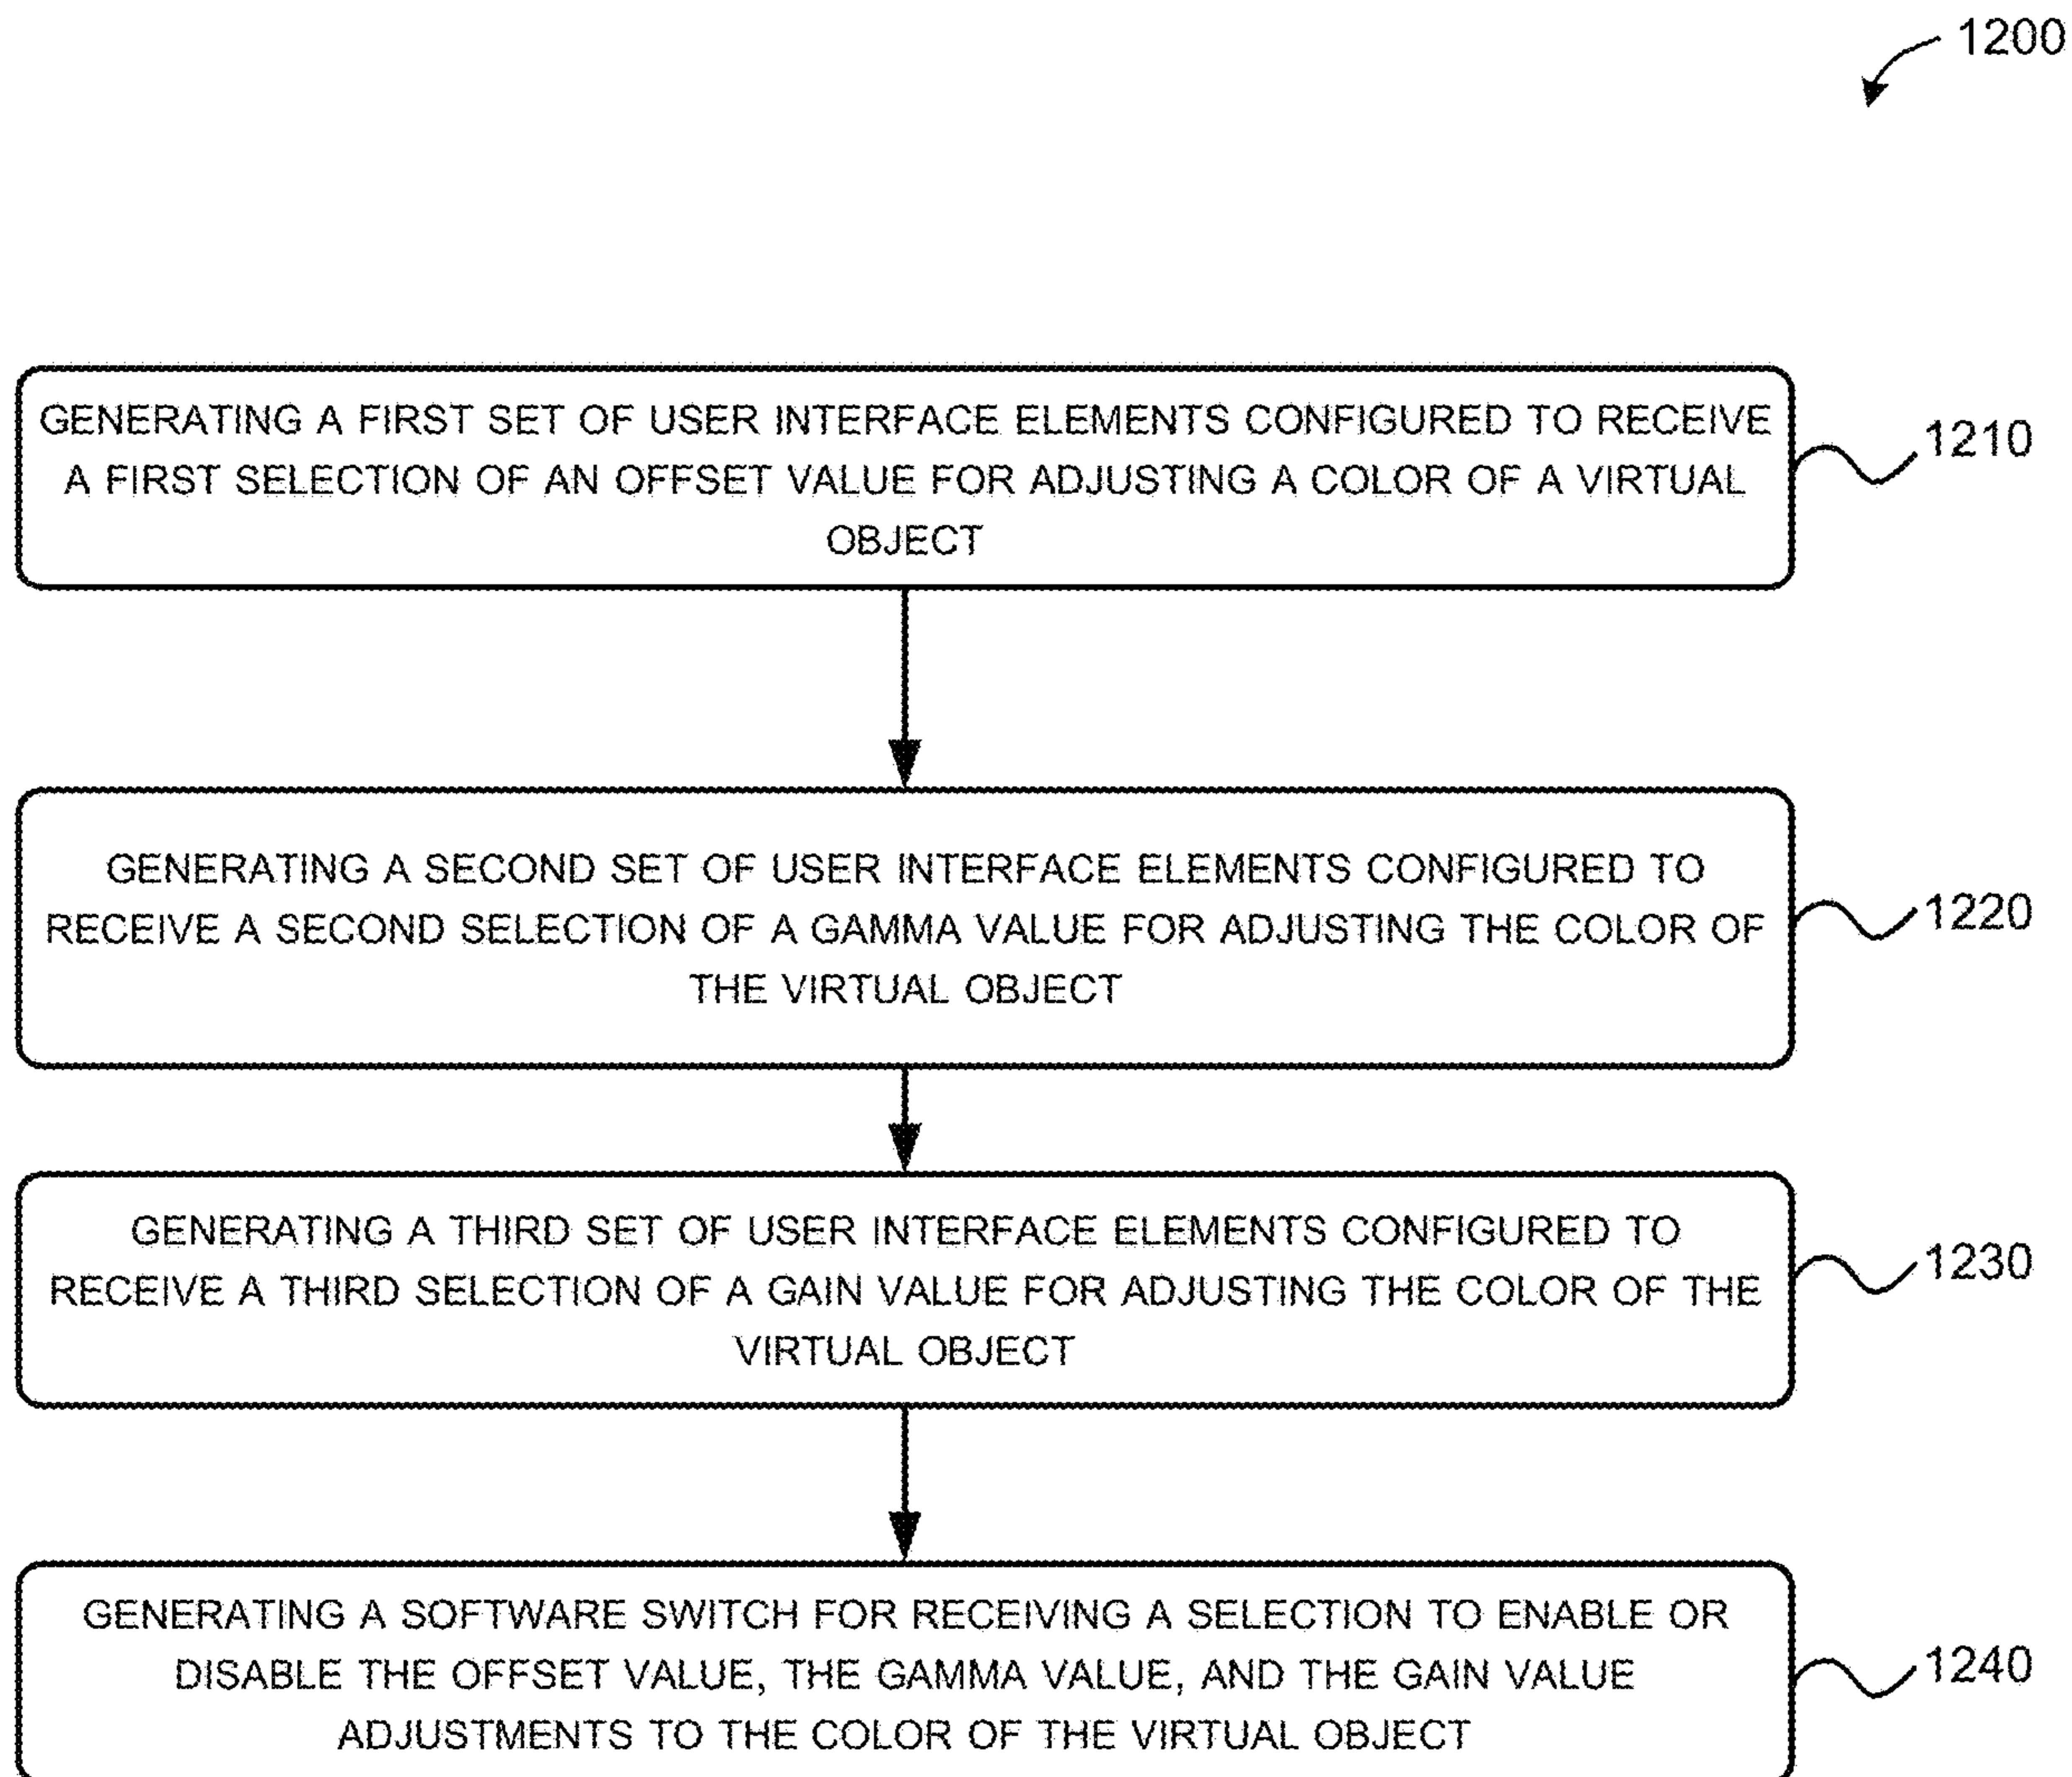 1200
GENERATING A FIRST SET OF USER INTERFACE ELEMENTS CONFIGURED TO RECEIVE
A FIRST SELECTION OF AN OFFSET VALUE FOR ADJUSTING A COLOR OF A VIRTUAL
OBJECT
1210
GENERATING A SECOND SET OF USER INTERFACE ELEMENTS CONFIGURED TO
RECEIVE A SECOND SELECTION OF A GAMMA VALUE FOR ADJUSTING THE COLOR OF
THE VIRTUAL OBJECT
1220
GENERATING A THIRD SET OF USER INTERFACE ELEMENTS CONFIGURED TO
RECEIVE A THIRD SELECTION OF A GAIN VALUE FOR ADJUSTING THE COLOR OF THE
VIRTUAL OBJECT
1230
GENERATING A SOFTWARE SWITCH FOR RECEIVING A SELECTION TO ENABLE OR
DISABLE THE OFFSET VALUE, THE GAMMA VALUE, AND THE GAIN VALUE
ADJUSTMENTS TO THE COLOR OF THE VIRTUAL OBJECT
1240